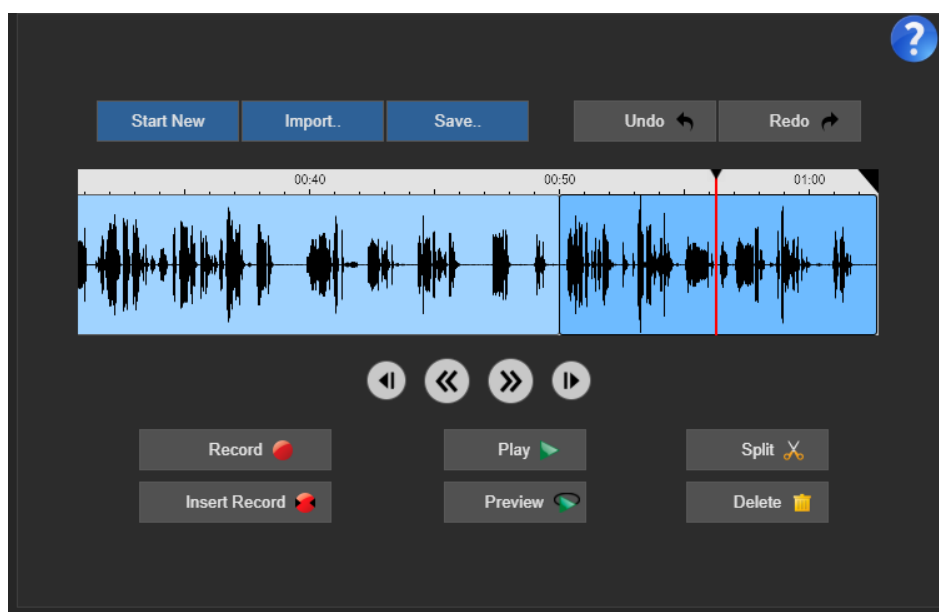 ?
Start New Import.. Save.. Undo Redo
00:40 00:50 01:00
Record Play Split
Insert Record Preview Delete